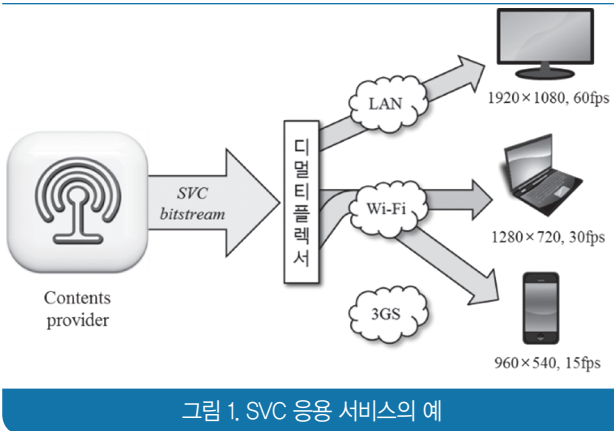 LAN
1920×1080, 60fps
디멀티플렉서
SVC
bitstream
Wi-Fi
1280×720, 30fps
Contents
provider
3GS
960×540, 15fps
그림 1. SVC 응용 서비스의 예